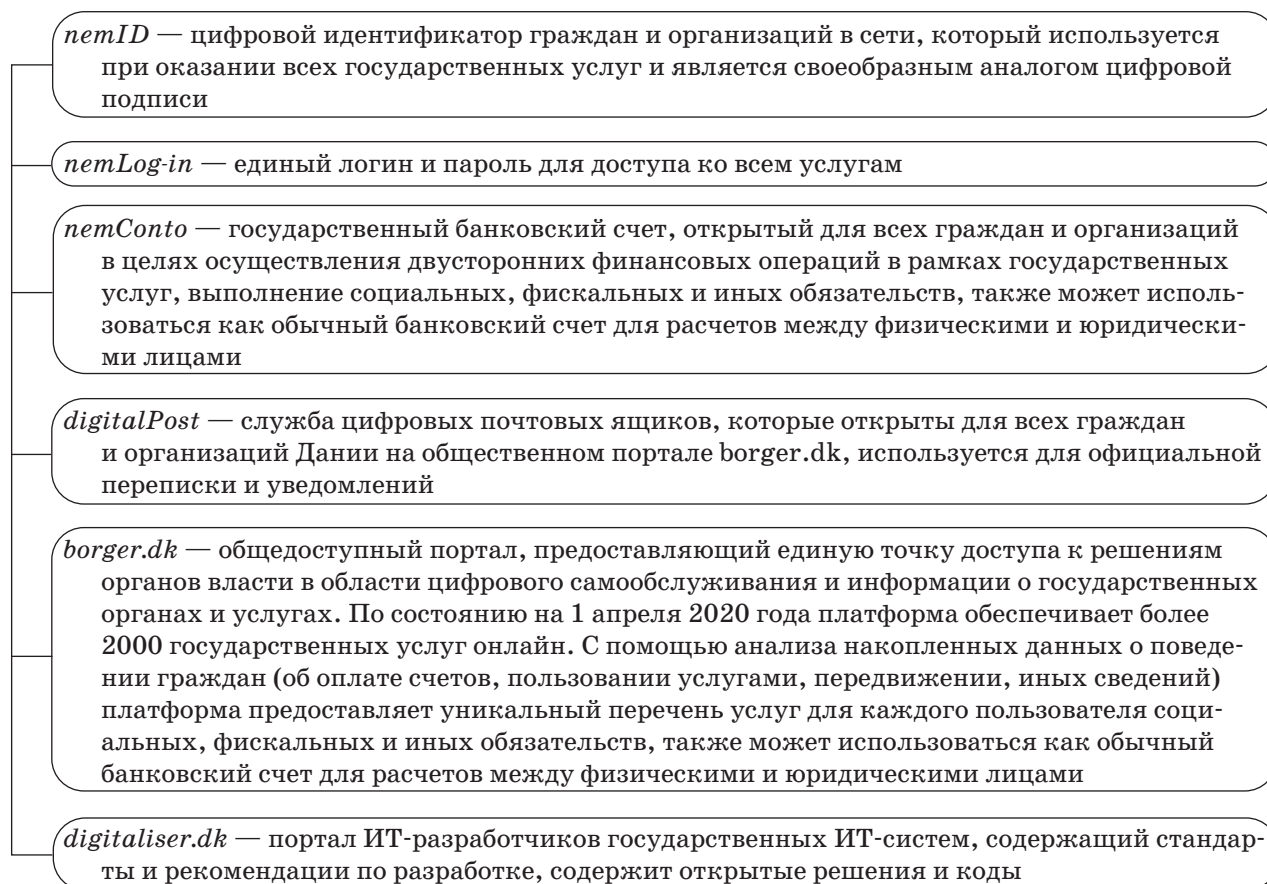 nemID — цифровой идентификатор граждан и организаций в сети, который используется
при оказании всех государственных услуг и является своеобразным аналогом цифровой
подписи
nemLog-in — единый логин и пароль для доступа ко всем услугам
nemConto — государственный банковский счет, открытый для всех граждан и организаций
в целях осуществления двусторонних финансовых операций в рамках государственных
услуг, выполнение социальных, фискальных и иных обязательств, также может исполь-
зоваться как обычный банковский счет для расчетов между физическими и юридически-
ми лицами
digitalPost — служба цифровых почтовых ящиков, которые открыты для всех граждан
и организаций Дании на общественном портале borger.dk, используется для официальной
переписки и уведомлений
borger.dk — общедоступный портал, предоставляющий единую точку доступа к решениям
органов власти в области цифрового самообслуживания и информации о государственных
органах и услугах. По состоянию на 1 апреля 2020 года платформа обеспечивает более
2000 государственных услуг онлайн. С помощью анализа накопленных данных о поведе-
нии граждан (об оплате счетов, пользовании услугами, передвижении, иных сведений)
платформа предоставляет уникальный перечень услуг для каждого пользователя соци-
альных, фискальных и иных обязательств, также может использоваться как обычный
банковский счет для расчетов между физическими и юридическими лицами
digitaliser.dk — портал ИТ-разработчиков государственных ИТ-систем, содержащий стандар-
ты и рекомендации по разработке, содержит открытые решения и коды